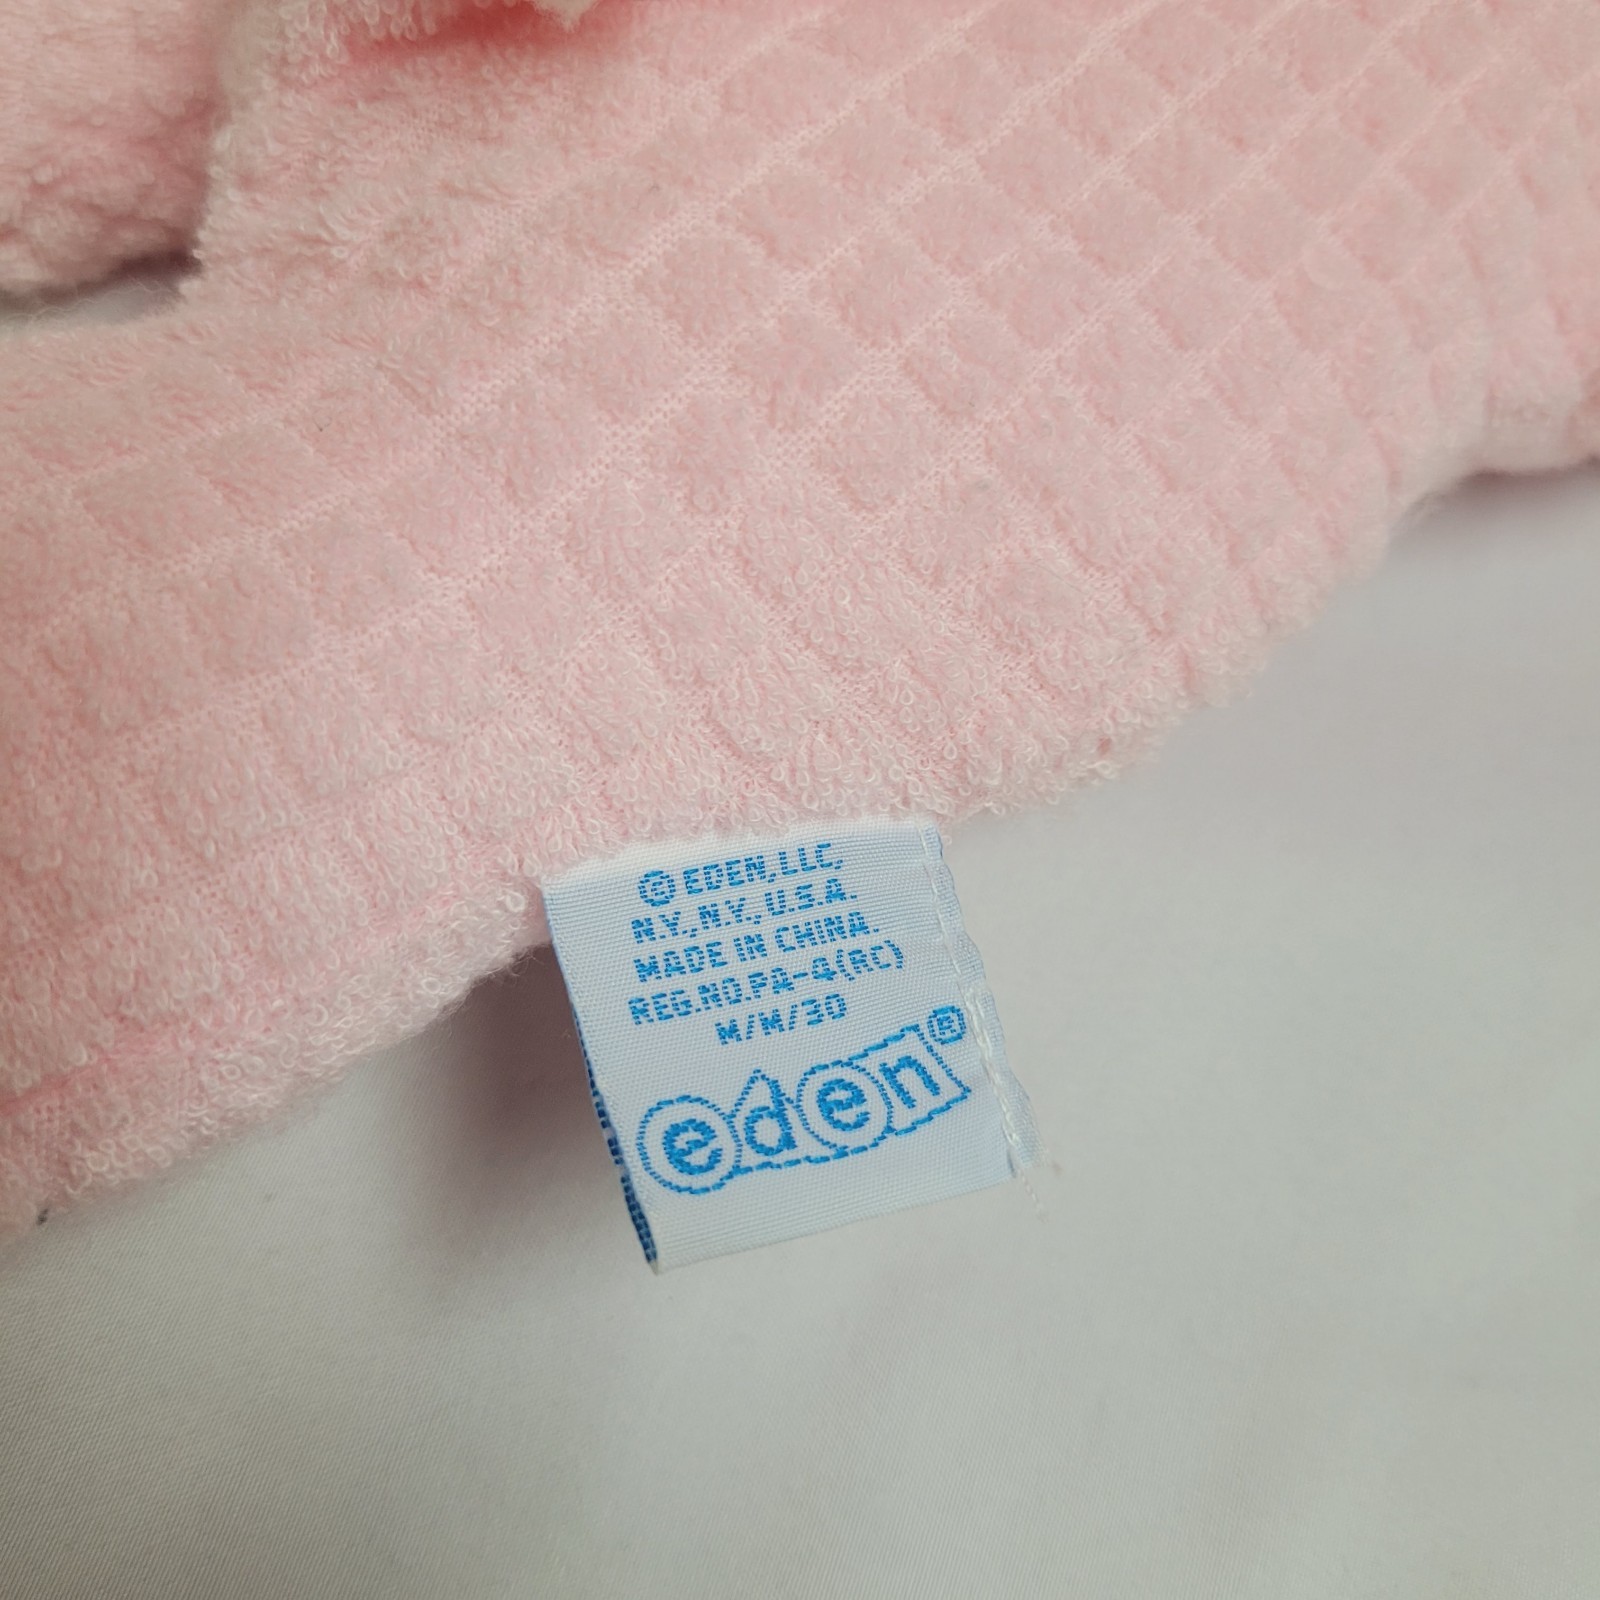 © EDEN, LLC,
N.Y., N.Y., U.S.A.
MADE IN CHINA.
REG.NO.PA-4(RC)
M/M/30
eden®